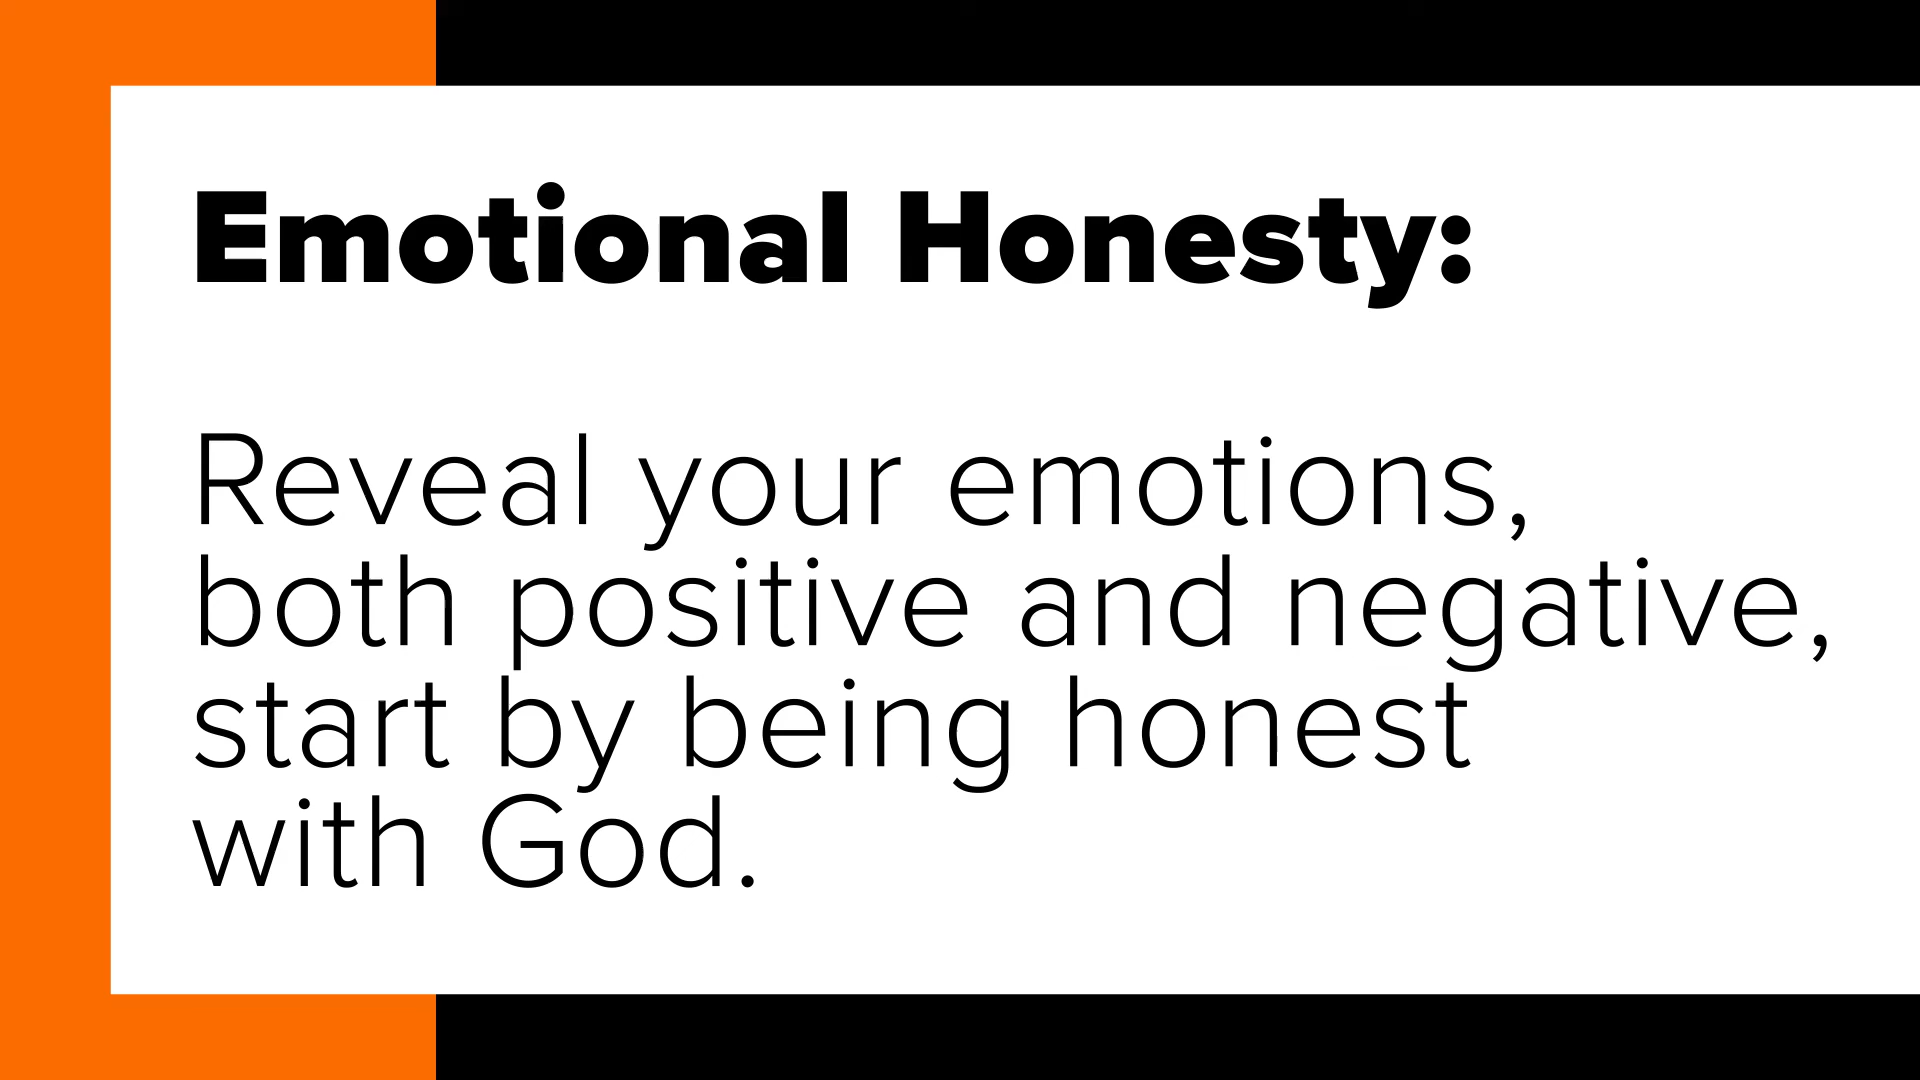 Emotional Honesty:
Reveal your emotions,
both positive and negative,
start by being honest
with God.